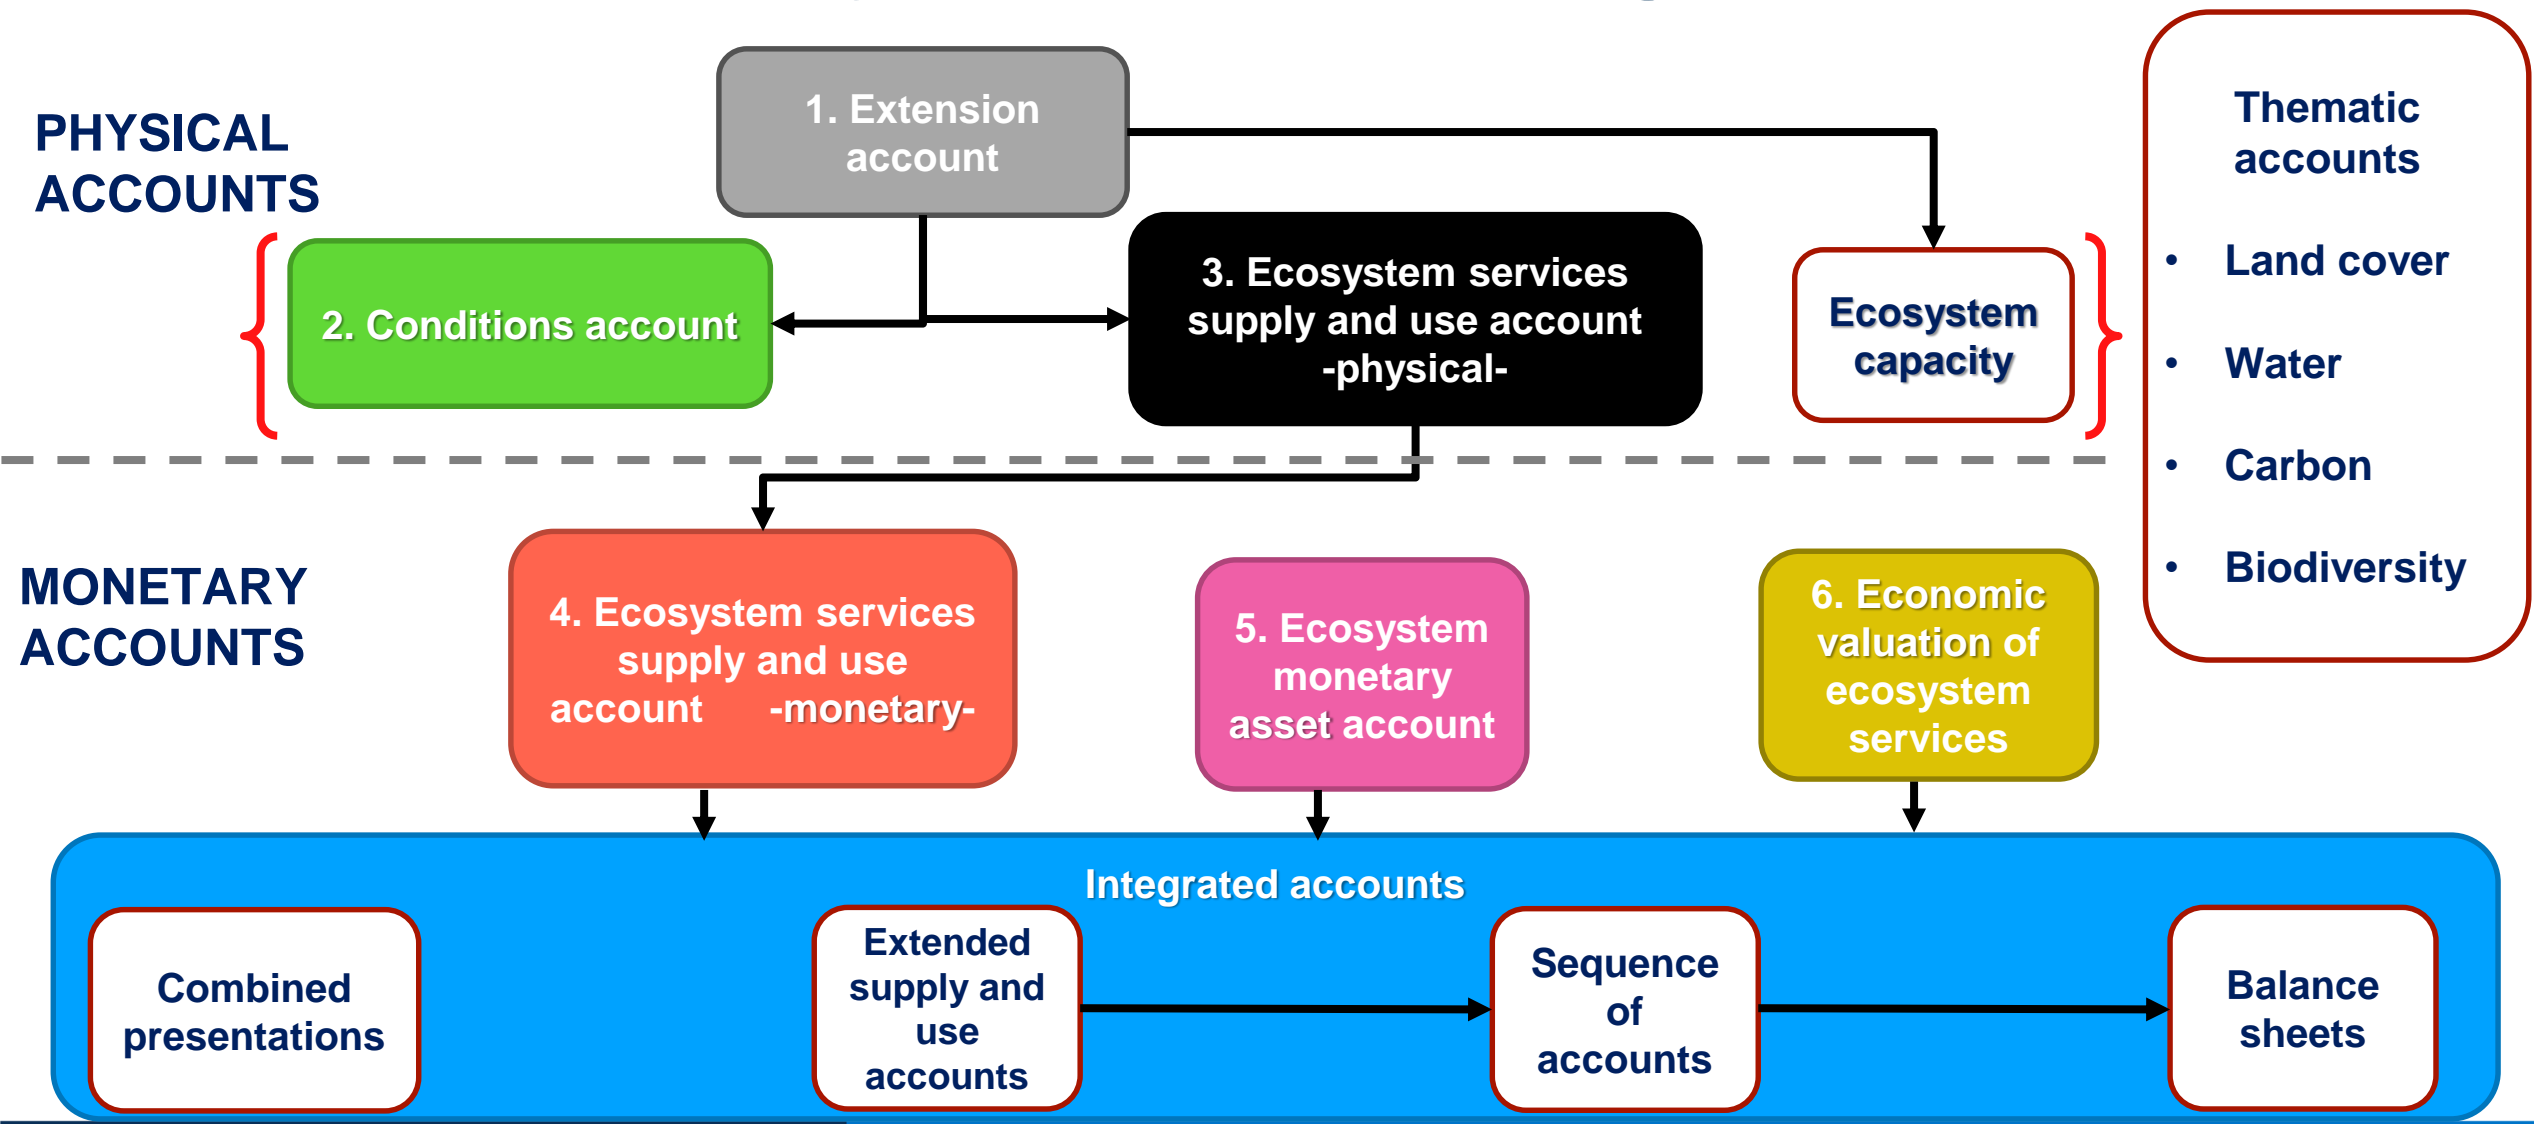 PHYSICAL
ACCOUNTS
1. Extension
account
2. Conditions account
3. Ecosystem services
supply and use account
-physical-
Ecosystem
capacity
Thematic
accounts
• Land cover
• Water
• Carbon
• Biodiversity
MONETARY
ACCOUNTS
4. Ecosystem services
supply and use
account -monetary-
5. Ecosystem
monetary
asset account
6. Economic
valuation of
ecosystem
services
Integrated accounts
Combined
presentations
Extended
supply and
use
accounts
Sequence
of
accounts
Balance
sheets